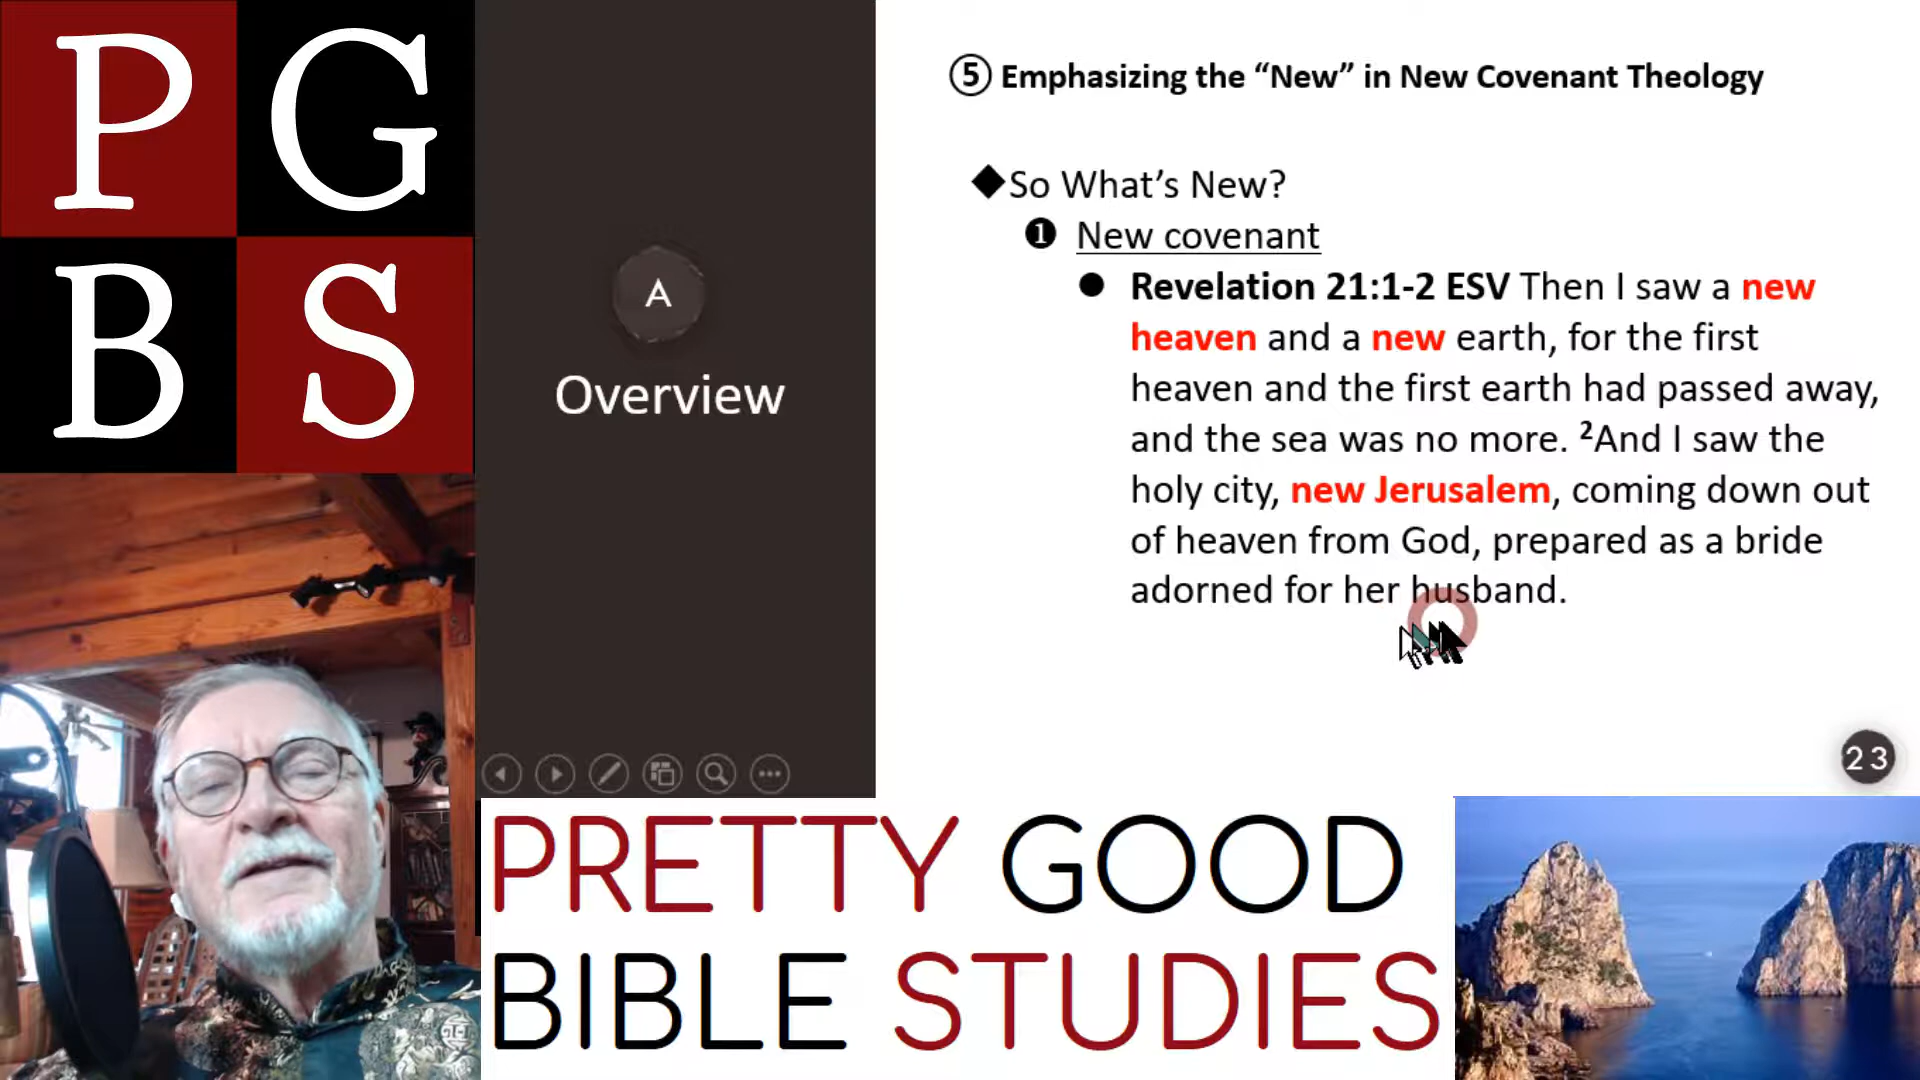 P G
B S
A
Overview
⑤ Emphasizing the “New” in New Covenant Theology
◆So What’s New?
❶ New covenant
● Revelation 21:1-2 ESV Then I saw a new
heaven and a new earth, for the first
heaven and the first earth had passed away,
and the sea was no more. ²And I saw the
holy city, new Jerusalem, coming down out
of heaven from God, prepared as a bride
adorned for her husband.
23
PRETTY GOOD
BIBLE STUDIES